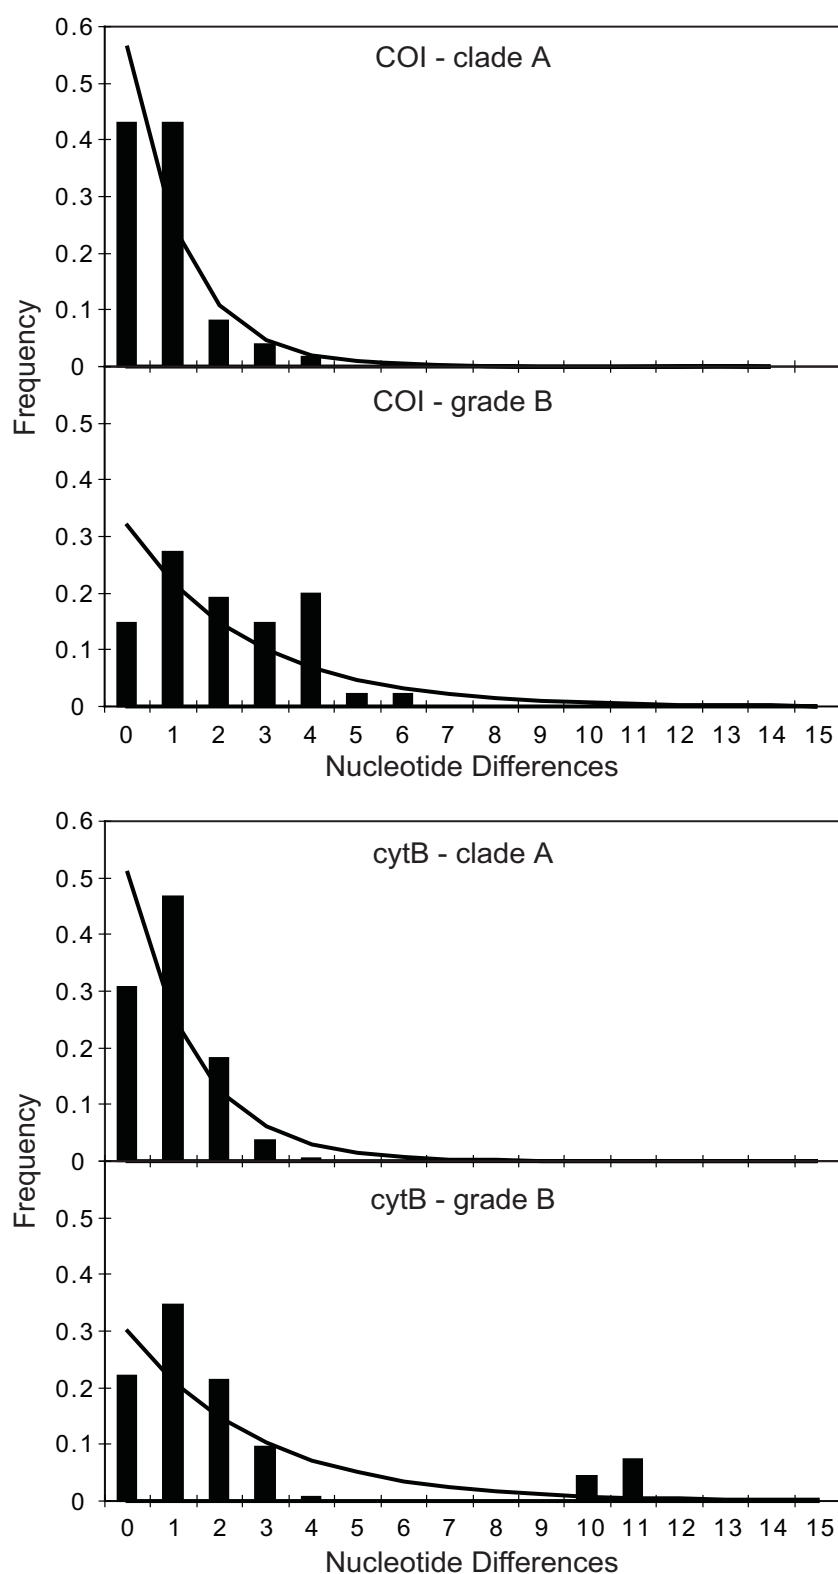 0.6
COI - clade A
0.5
0.4
0.3
0.2
0.1
0
Frequency
COI - grade B
0.5
0.4
0.3
0.2
0.1
0
0 1 2 3 4 5 6 7 8 9 10 11 12 13 14 15
Nucleotide Differences
0.6
cytB - clade A
0.5
0.4
0.3
0.2
0.1
0
Frequency
cytB - grade B
0.5
0.4
0.3
0.2
0.1
0
0 1 2 3 4 5 6 7 8 9 10 11 12 13 14 15
Nucleotide Differences